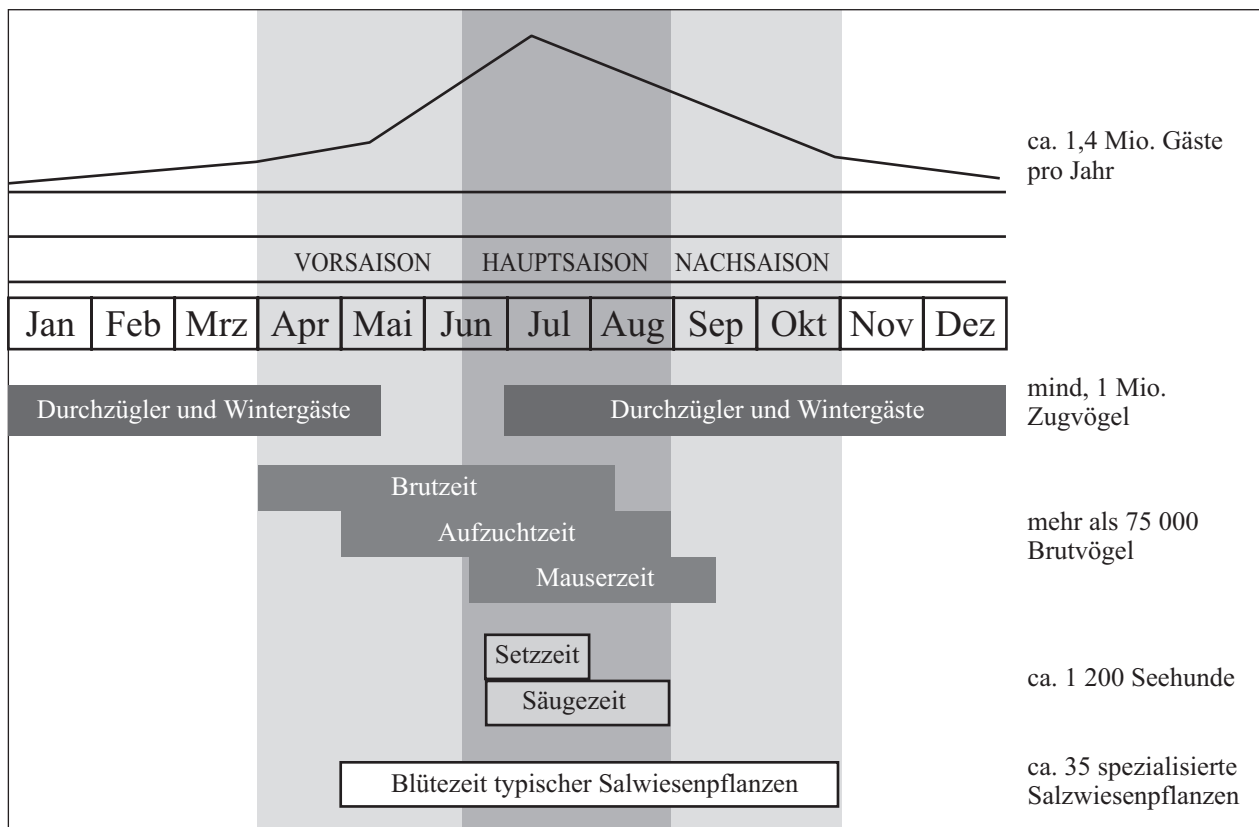 ca. 1,4 Mio. Gäste
pro Jahr
VORSAISON HAUPTSAISON NACHSAISON
Jan Feb Mrz Apr Mai Jun Jul Aug Sep Okt Nov Dez
Durchzügler und Wintergäste
Durchzügler und Wintergäste
mind, 1 Mio.
Zugvögel
Brutzeit
Aufzuchtzeit
Mauserzeit
mehr als 75 000
Brutvögel
Setzzeit
Säugezeit
ca. 1 200 Seehunde
Blütezeit typischer Salwiesenpflanzen
ca. 35 spezialisierte
Salzwiesenpflanzen